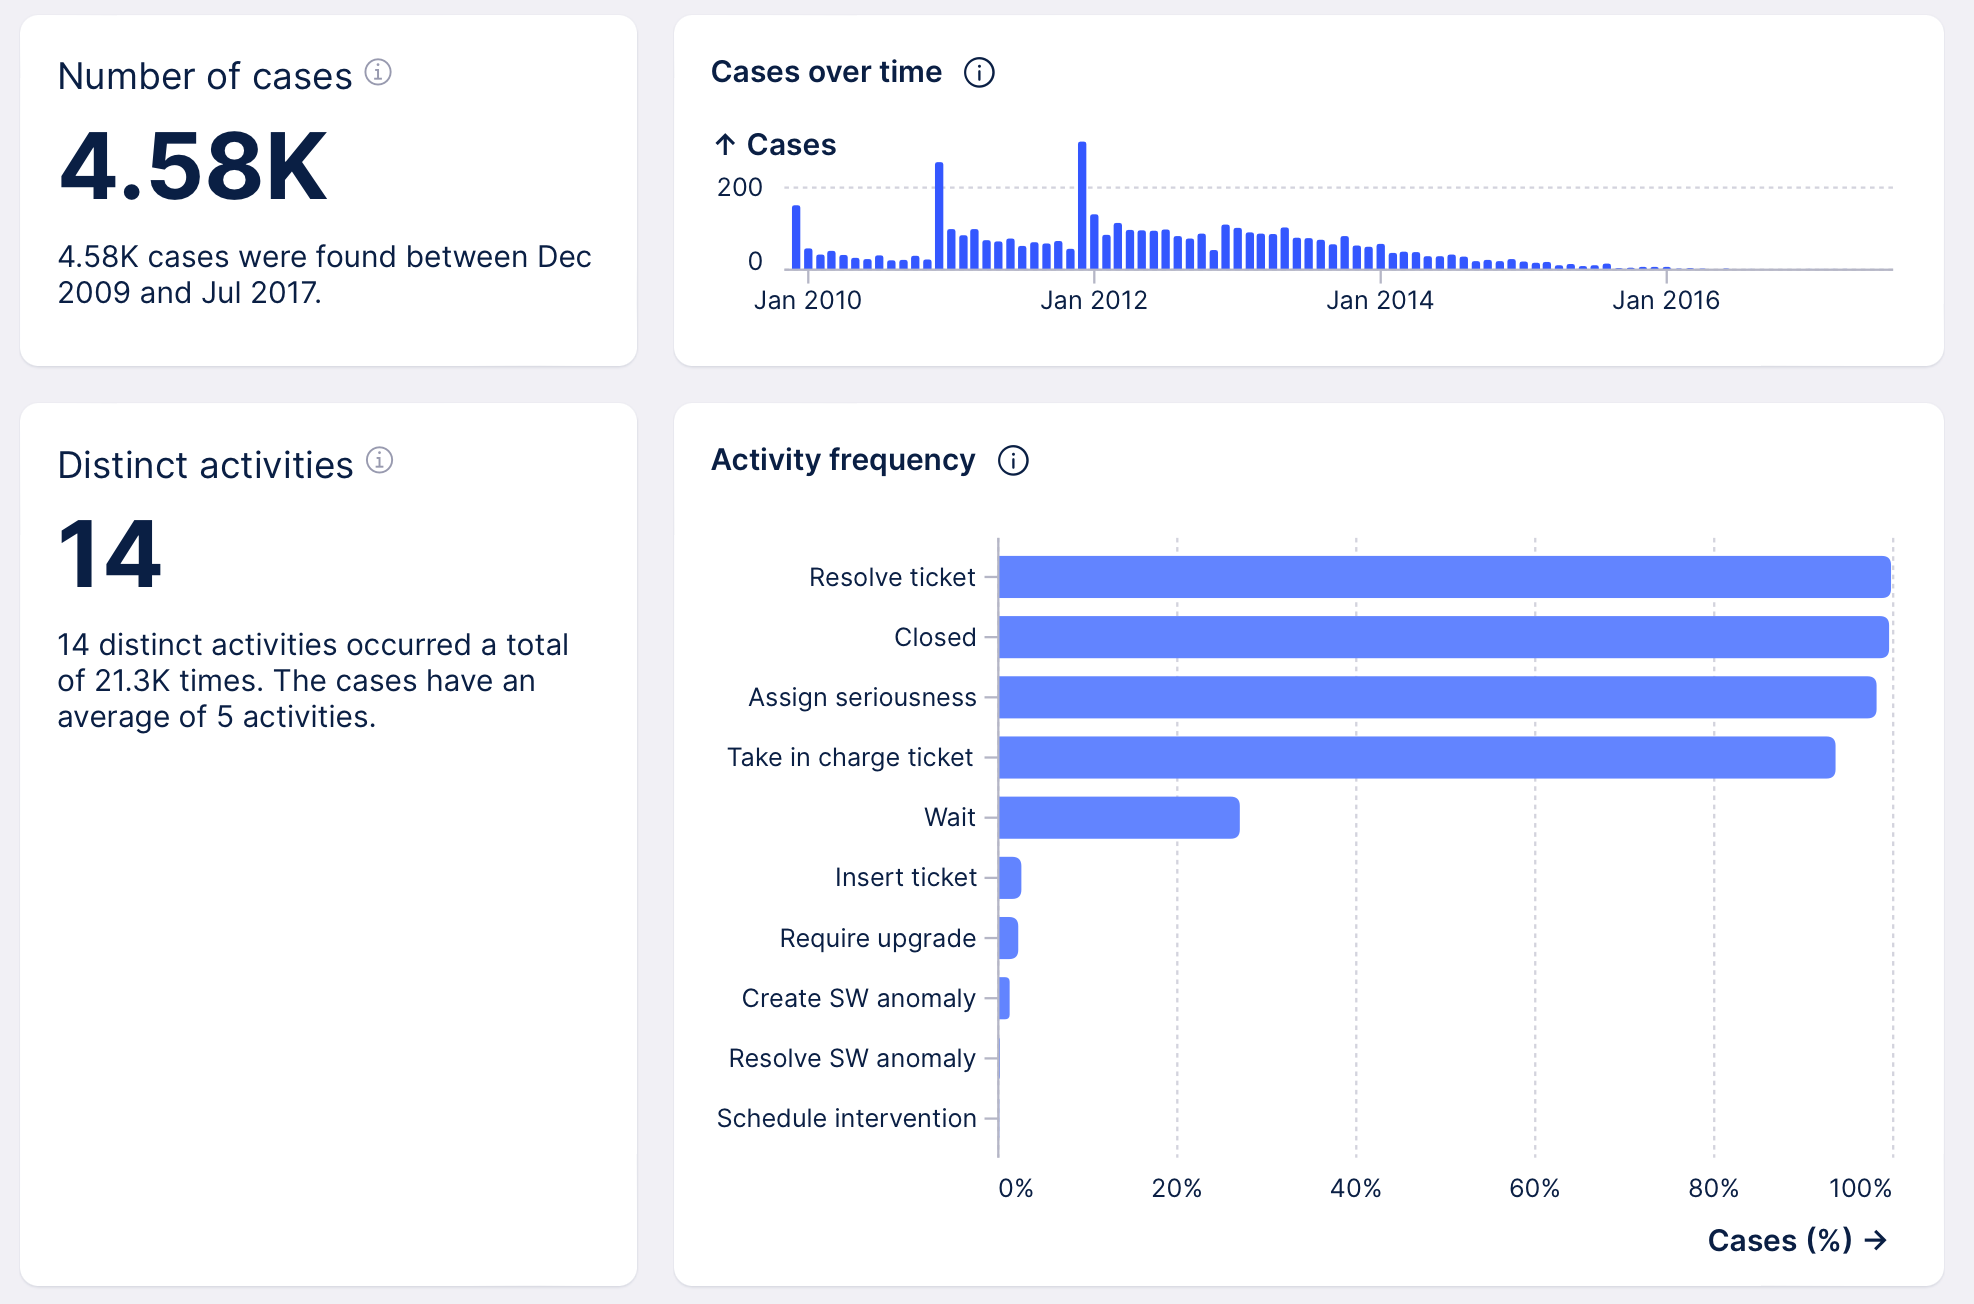 Number of cases
4.58K
4.58K cases were found between Dec
2009 and Jul 2017.
Cases over time
↑ Cases
200
0
Jan 2010
Jan 2012
Jan 2014
Jan 2016
Distinct activities
14
14 distinct activities occurred a total
of 21.3K times. The cases have an
average of 5 activities.
Activity frequency
Resolve ticket
Closed
Assign seriousness
Take in charge ticket
Wait
Insert ticket
Require upgrade
Create SW anomaly
Resolve SW anomaly
Schedule intervention
0%
20%
40%
60%
80%
100%
Cases (%) →